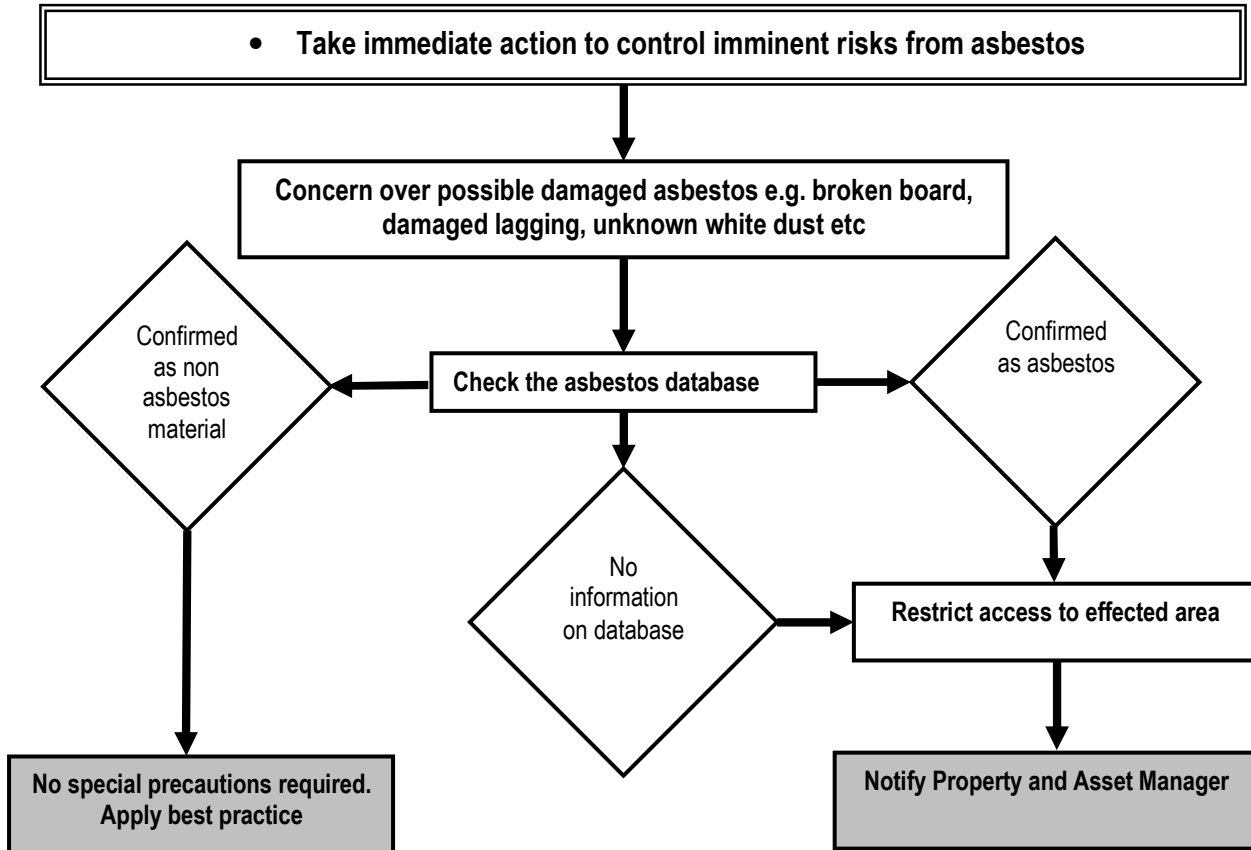 • Take immediate action to control imminent risks from asbestos
Concern over possible damaged asbestos e.g. broken board,
damaged lagging, unknown white dust etc
Confirmed
as non
asbestos
material
Check the asbestos database
Confirmed
as asbestos
No
information
on database
Restrict access to effected area
No special precautions required.
Apply best practice
Notify Property and Asset Manager